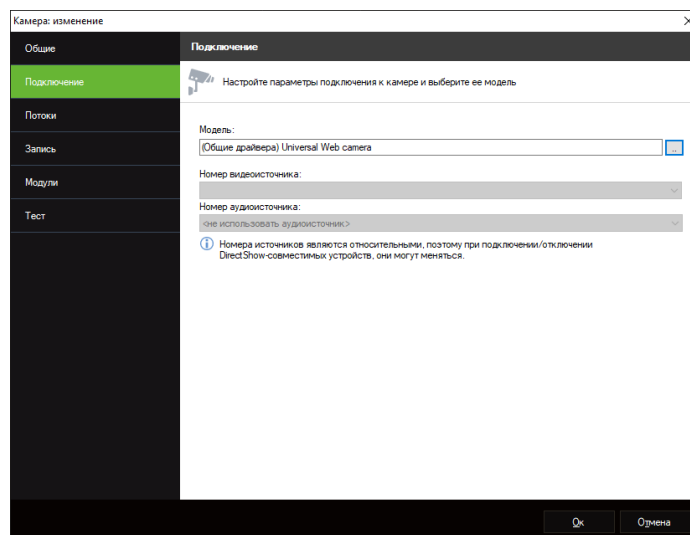 Камера: изменение
Общие
Подключение
Потоки
Запись
Модули
Тест
Подключение
Настройте параметры подключения к камере и выберите ее модель
Модель:
(Общие драйвера) Universal Web camera
..
Номер видеоисточника:
Номер аудиоисточника:
<не использовать аудиоисточник>
Номера источников являются относительными, поэтому при подключении/отключении
DirectShow-совместимых устройств, они могут меняться.
Ок
Отмена